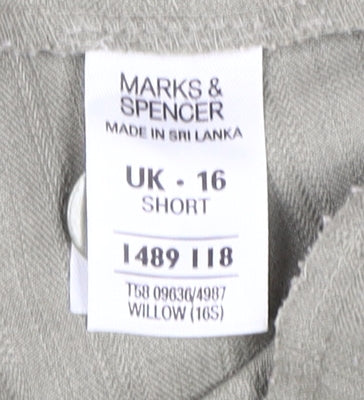 MARKS &
SPENCER
MADE IN SRI LANKA
UK - 16
SHORT
1489 118
T58 09636/4987
WILLOW (16S)